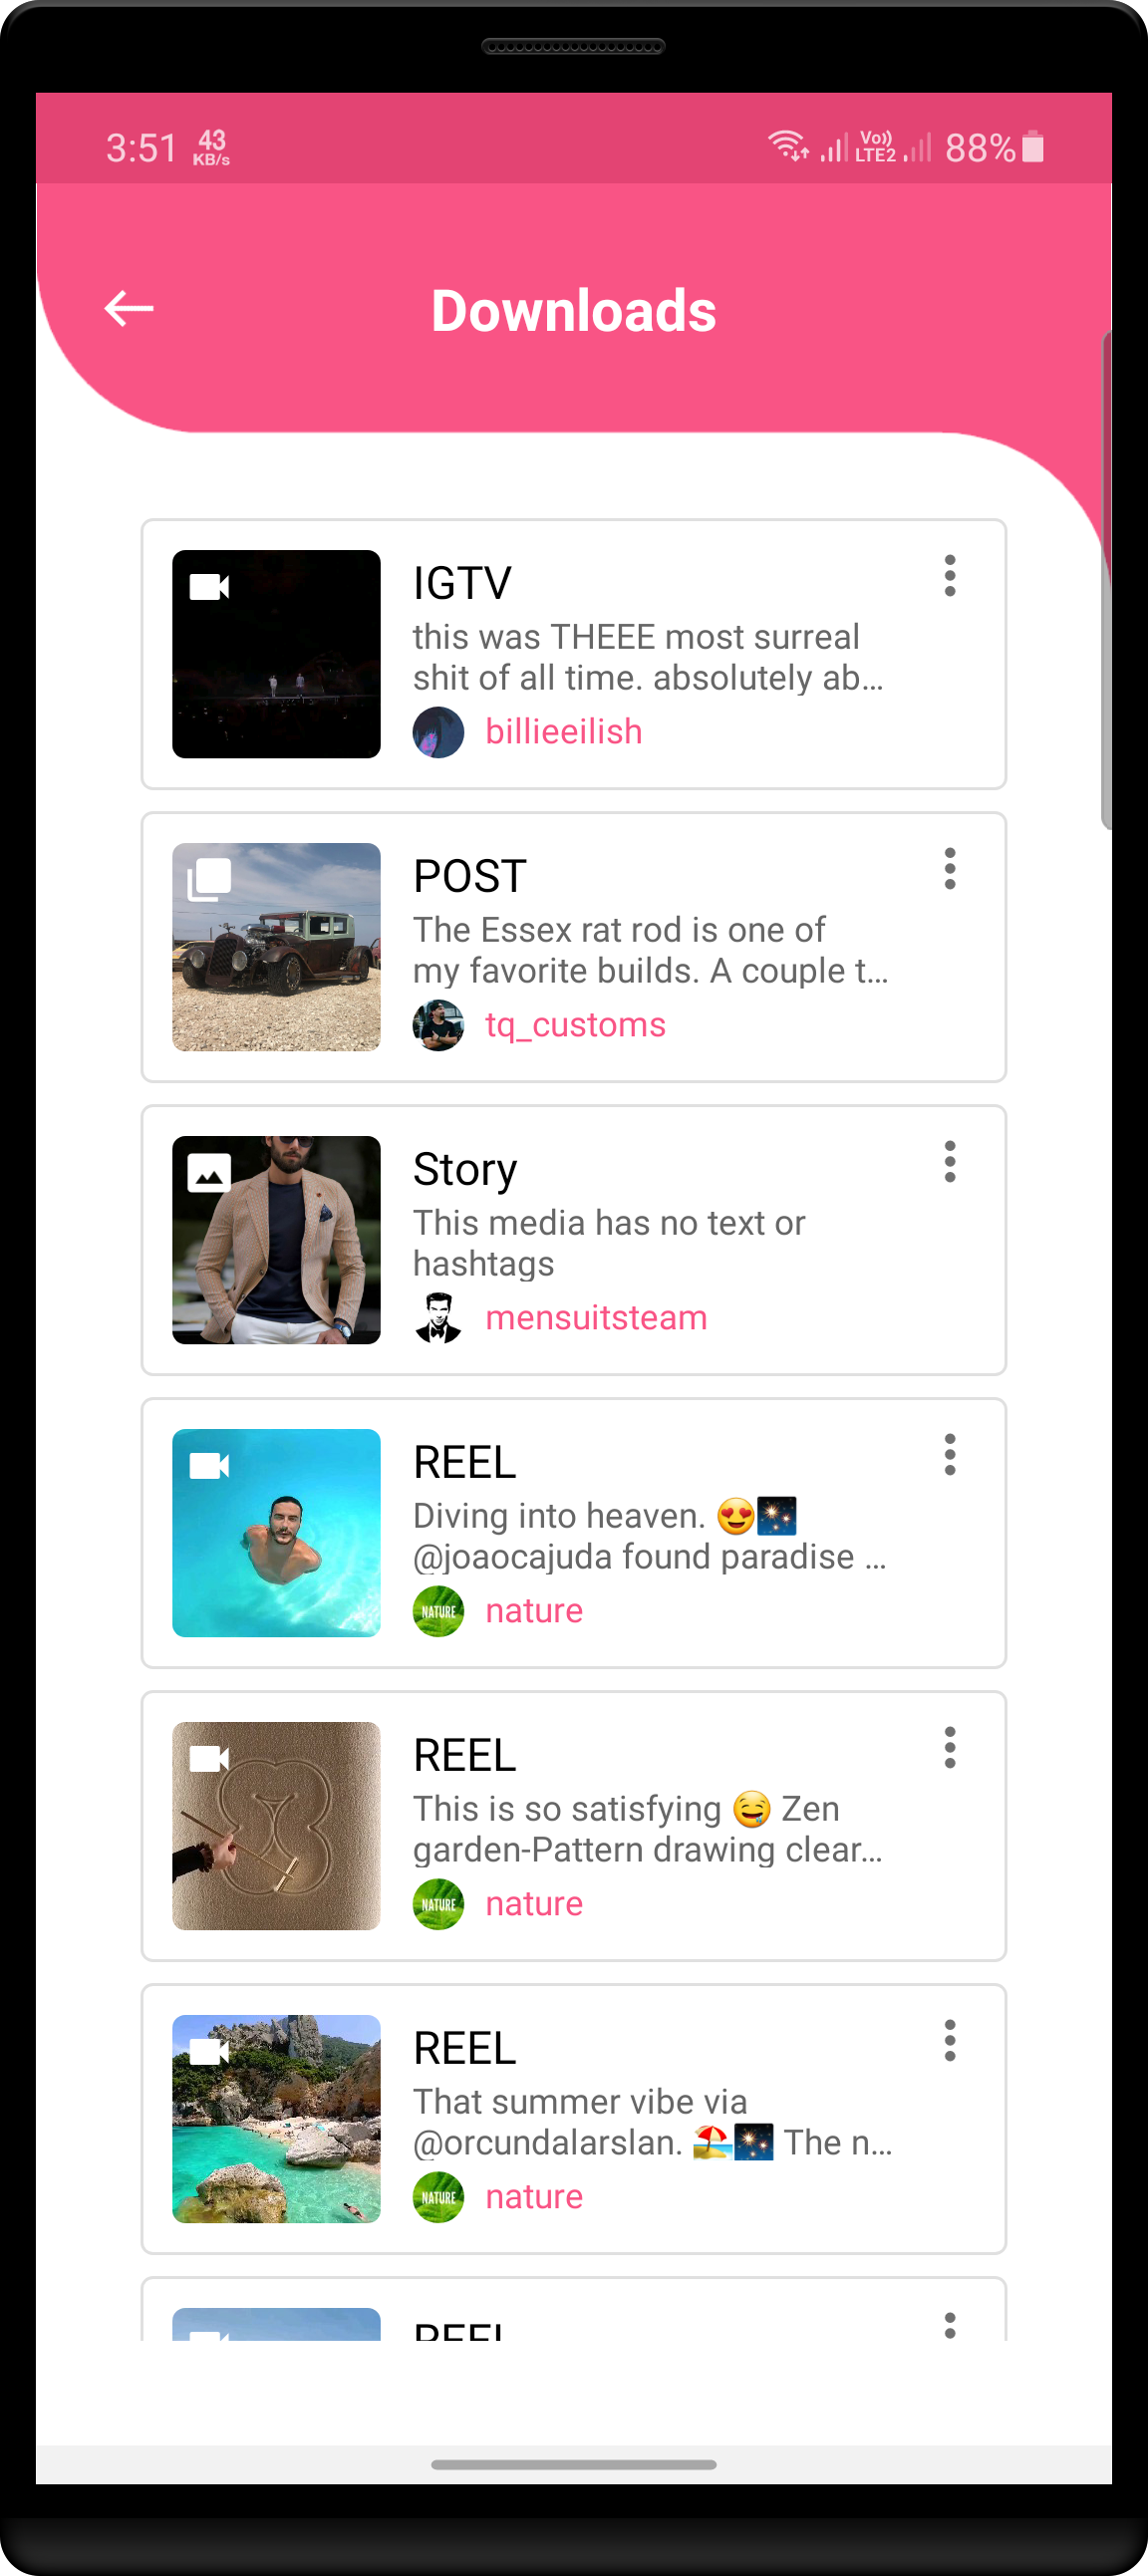 3:51 43 KB/s Vo)) LTE2 88%
Downloads
IGTV
this was THEEE most surreal
shit of all time. absolutely ab...
billieeilish
POST
The Essex rat rod is one of
my favorite builds. A couple t...
tq_customs
Story
This media has no text or
hashtags
mensuitsteam
REEL
Diving into heaven. 😍🎇
@joaocajuda found paradise ...
NATURE nature
REEL
This is so satisfying 🤤 Zen
garden-Pattern drawing clear...
NATURE nature
REEL
That summer vibe via
@orcundalarslan. 🏖🎇 The n...
NATURE nature
REEL